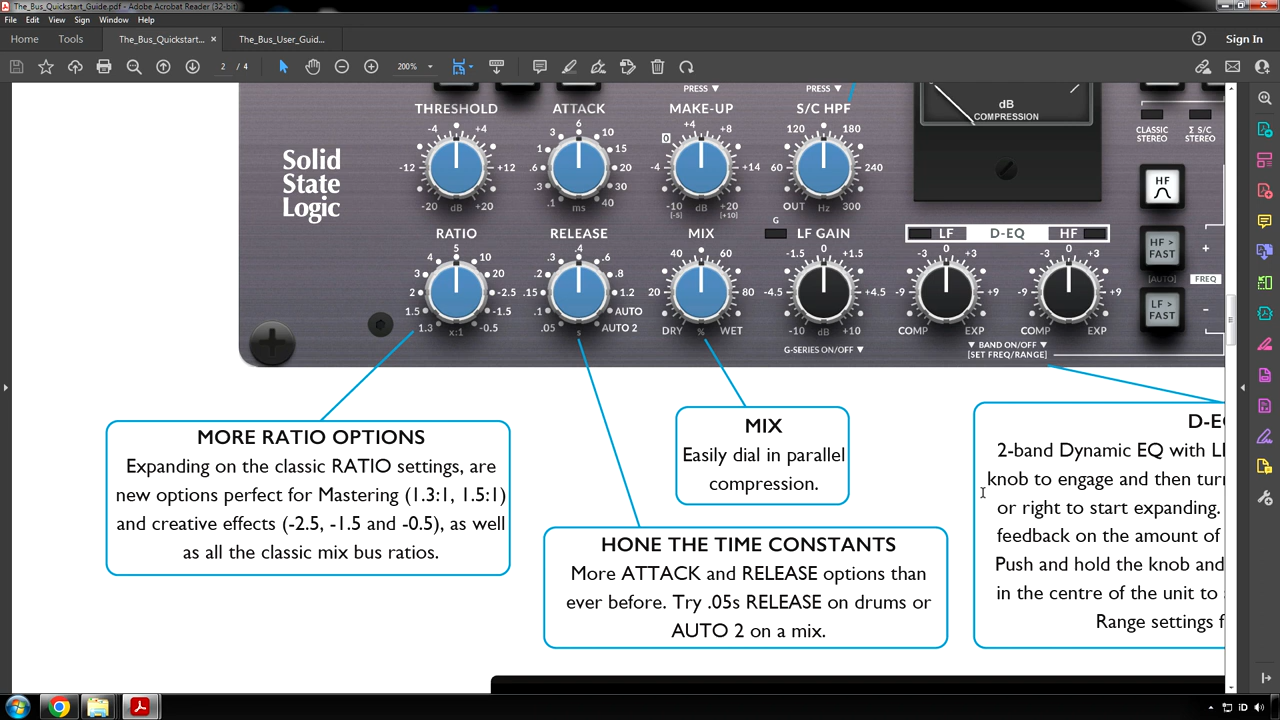 The_Bus_Quickstart_Guide.pdf - Adobe Acrobat Reader (32-bit)
File Edit View Sign Window Help
Home Tools The_Bus_Quickstart... × The_Bus_User_Guid... Sign In
2 / 4 200%
PRESS ▼ PRESS ▼
THRESHOLD ATTACK MAKE-UP S/C HPF
dB
COMPRESSION
CLASSIC STEREO
Σ S/C STEREO
-4 +4 3 6 10 0 +4 +8 120 180
-12 +12 1 15 -4 +14 60 240
.6 20
.3 30
-20 dB +20 .1 ms 40 -10 dB +20 OUT Hz 300
[-5] [+10]
Solid
State
Logic
HF
G
RATIO RELEASE MIX LF GAIN LF D-EQ HF
4 5 10 .3 .4 .6 40 60 -1.5 0 +1.5 -3 0 +3 -3 0 +3
HF >
FAST
+
3 20 .2 .8
2 -2.5 .15 1.2 20 80 -4.5 +4.5 -9 +9 -9 +9
[AUTO] FREQ
1.5 -1.5 .1 AUTO
1.3 x:1 -0.5 .05 s AUTO 2 DRY % WET -10 dB +10 COMP EXP COMP EXP
LF >
FAST
-
G-SERIES ON/OFF ▼
▼ BAND ON/OFF ▼
[SET FREQ/RANGE]
MORE RATIO OPTIONS
Expanding on the classic RATIO settings, are
new options perfect for Mastering (1.3:1, 1.5:1)
and creative effects (-2.5, -1.5 and -0.5), as well
as all the classic mix bus ratios.
MIX
Easily dial in parallel
compression.
HONE THE TIME CONSTANTS
More ATTACK and RELEASE options than
ever before. Try .05s RELEASE on drums or
AUTO 2 on a mix.
2-band Dynamic EQ with
knob to engage and then
or right to start expanding.
feedback on the amount of
Push and hold the knob and
in the centre of the unit to
Range settings
iD